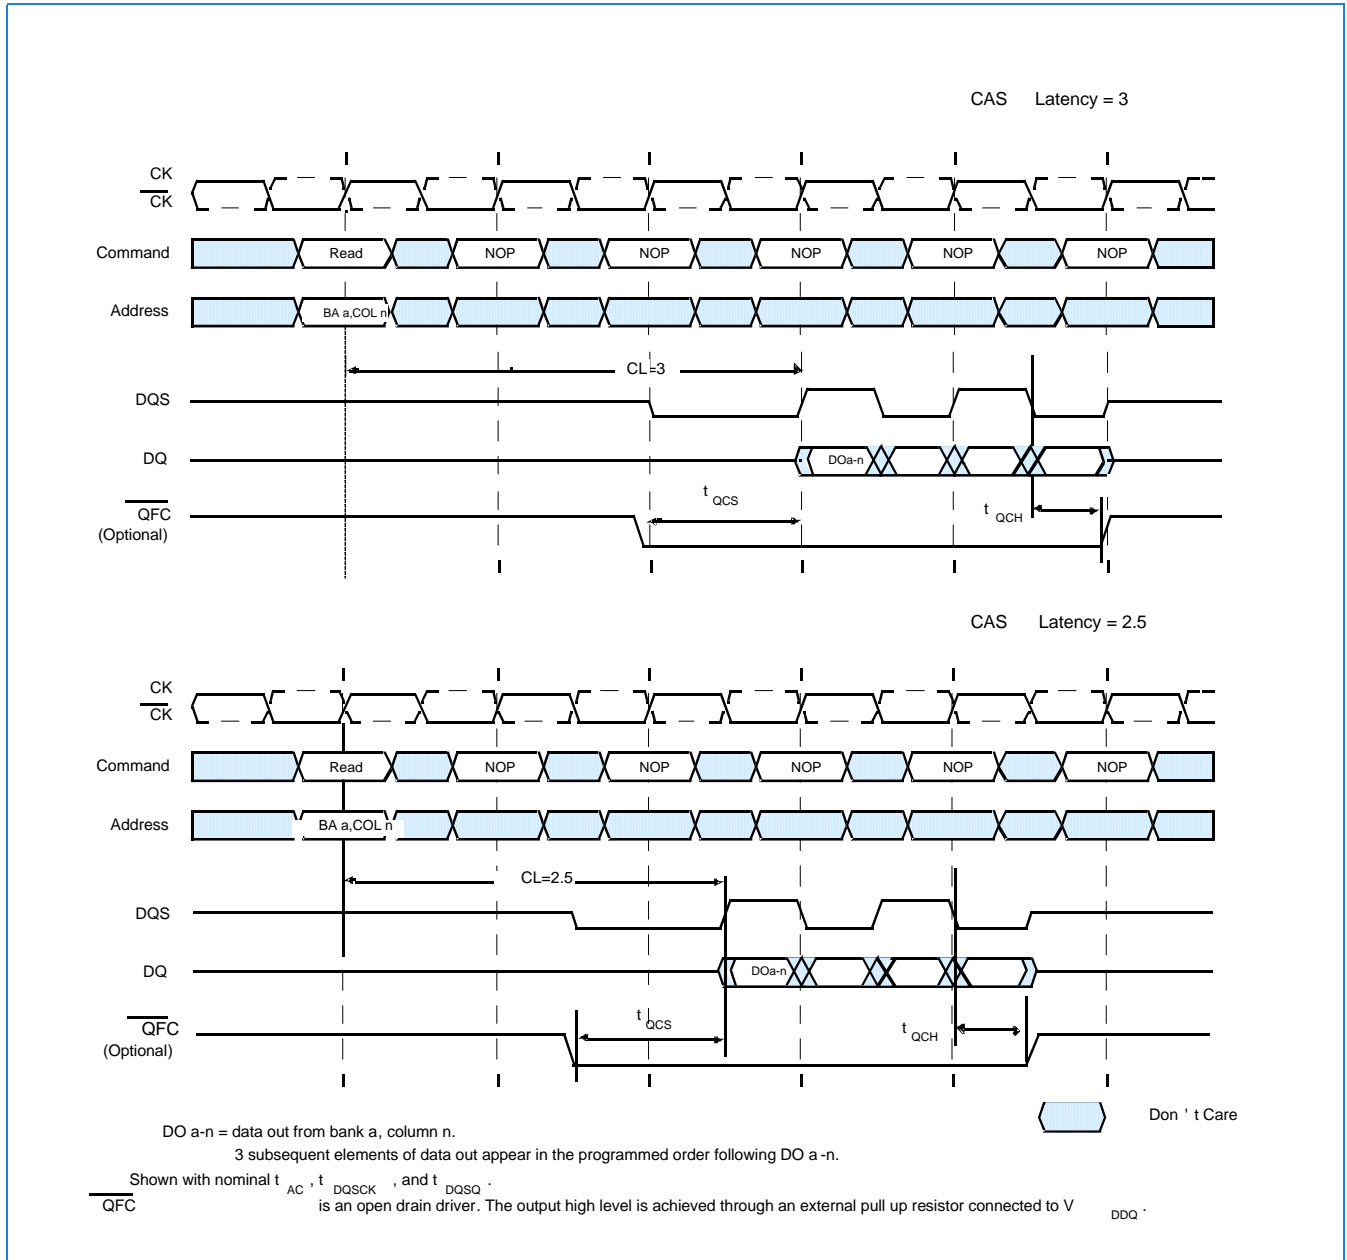 CAS Latency = 3
CK
CK
Command Read NOP NOP NOP NOP NOP
Address BA a,COL n
CL=3
DQS
DQ DOa-n
t QCS
t QCH
QFC
(Optional)
CAS Latency = 2.5
CK
CK
Command Read NOP NOP NOP NOP NOP
Address BA a,COL n
CL=2.5
DQS
DQ DOa-n
t QCS
t QCH
QFC
(Optional)
Don ' t Care
DO a-n = data out from bank a, column n.
3 subsequent elements of data out appear in the programmed order following DO a -n.
Shown with nominal t AC , t DQSCK , and t DQSQ .
QFC is an open drain driver. The output high level is achieved through an external pull up resistor connected to V DDQ .